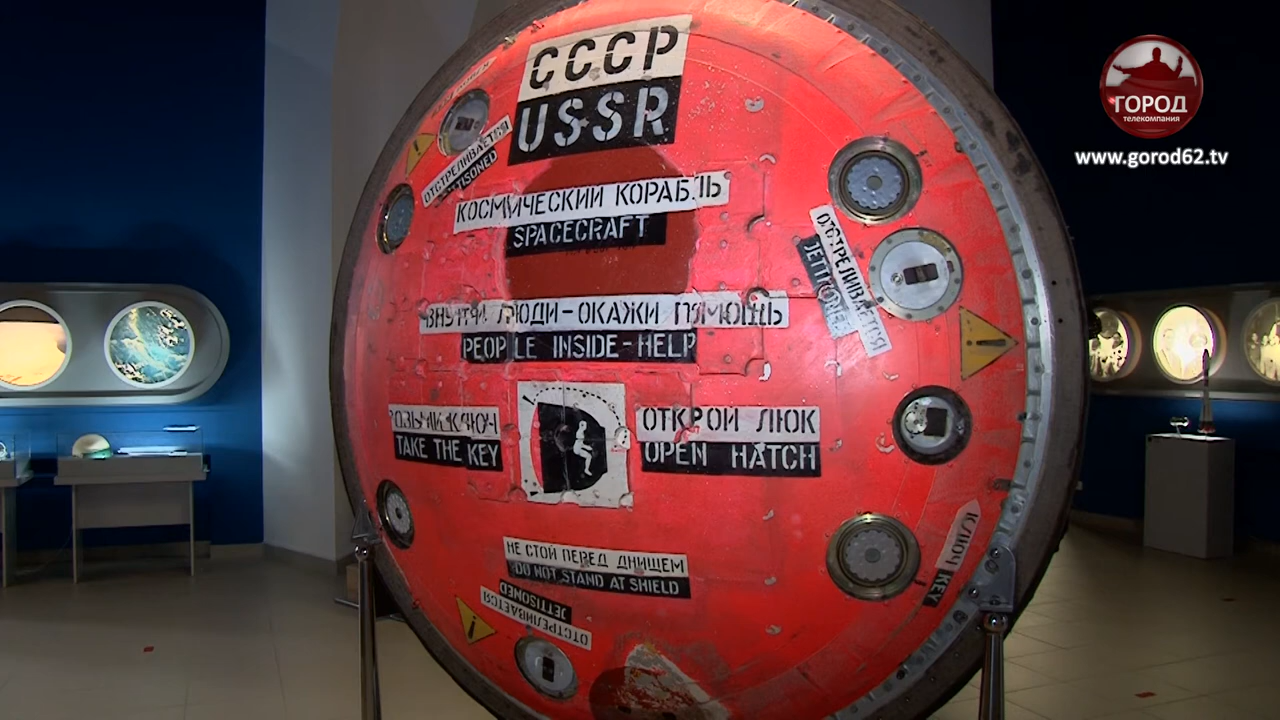 СССР
USSR
ОТСТРЕЛИВАЕТСЯ
JETTISONED
КОСМИЧЕСКИЙ КОРАБЛЬ
SPACECRAFT
ОТСТРЕЛИВАЕТСЯ
JETTISONED
ВНУТРИ ЛЮДИ-ОКАЖИ ПОМОЩЬ
PEOPLE INSIDE-HELP
ВОЗЬМИ КЛЮЧ
TAKE THE KEY
ОТКРОЙ ЛЮК
OPEN HATCH
НЕ СТОЙ ПЕРЕД ДНИЩЕМ
DO NOT STAND AT SHIELD
КЛЮЧ
KEY
JETTISONED
ОТСТРЕЛИВАЕТСЯ
ГОРОД
телекомпания
www.gorod62.tv